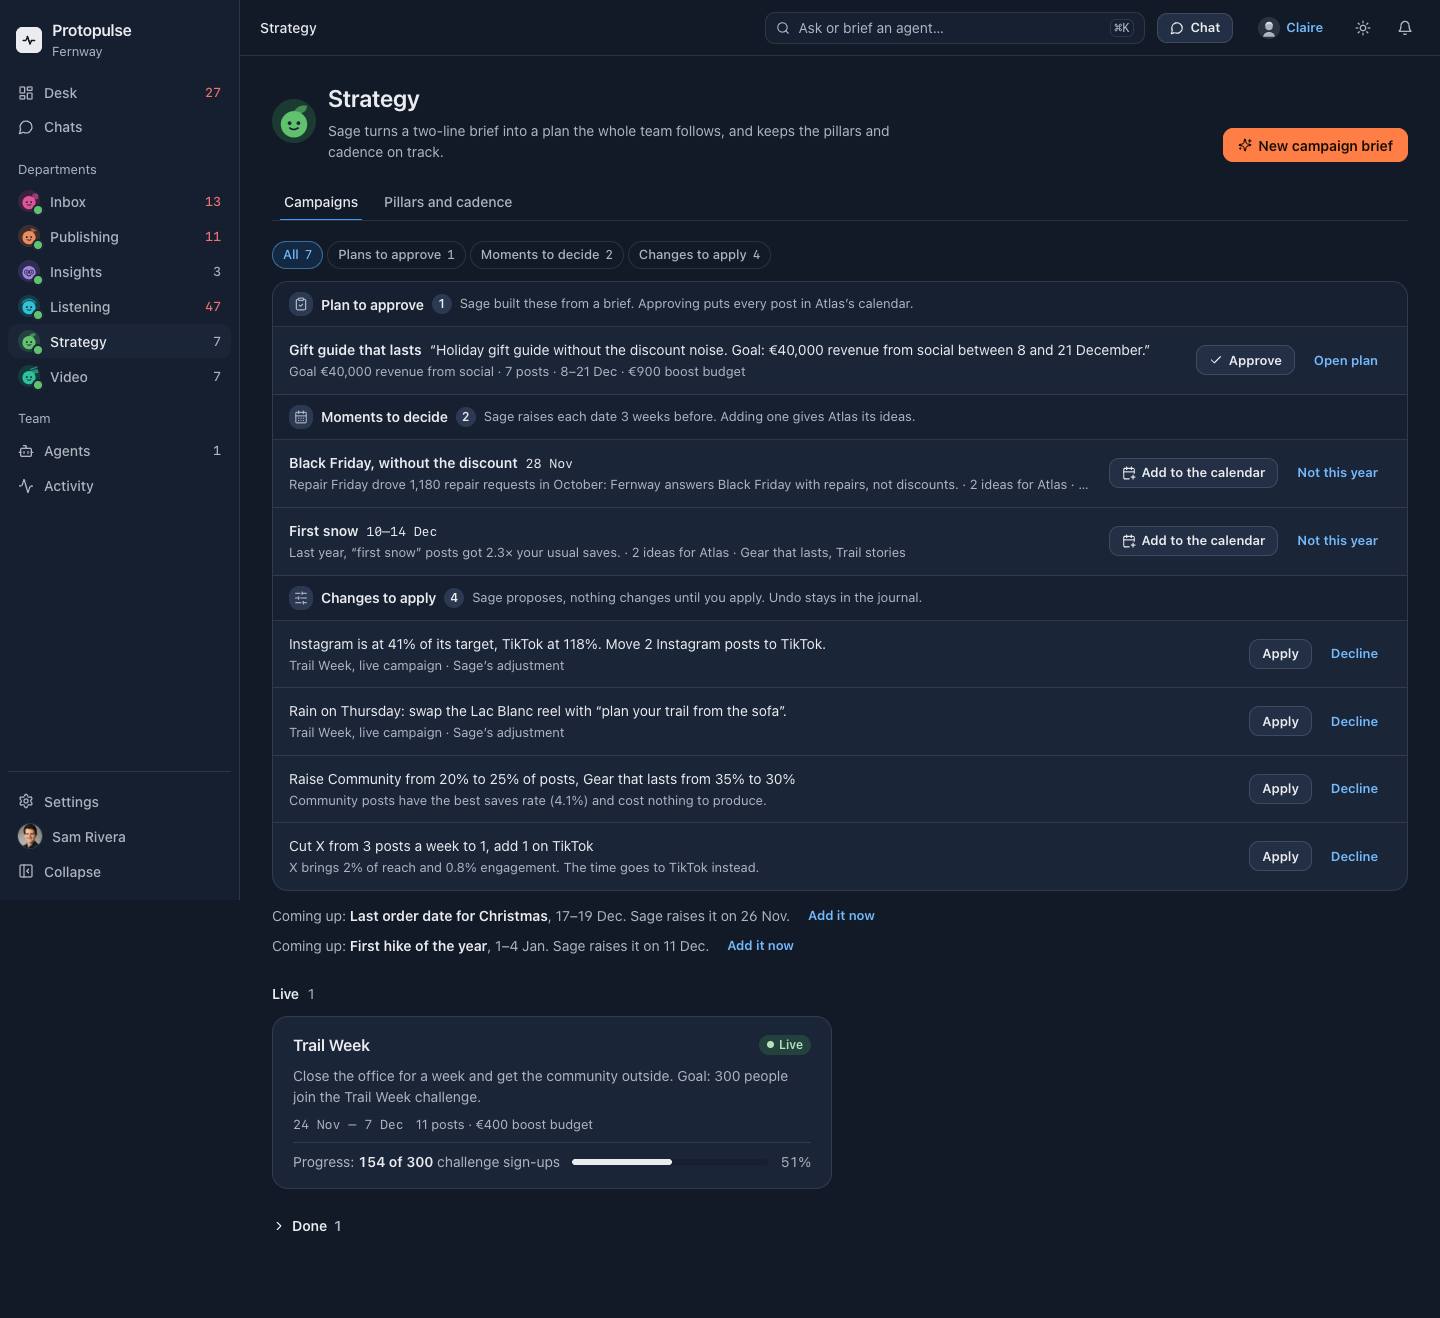 Protopulse
Fernway
Desk 27
Chats
Departments
Inbox 13
Publishing 11
Insights 3
Listening 47
Strategy 7
Video 7
Team
Agents 1
Activity
Settings
Sam Rivera
Collapse
Strategy
Ask or brief an agent…
⌘K
Chat
Claire
Strategy
Sage turns a two-line brief into a plan the whole team follows, and keeps the pillars and
cadence on track.
New campaign brief
Campaigns
Pillars and cadence
All 7
Plans to approve 1
Moments to decide 2
Changes to apply 4
Plan to approve 1 Sage built these from a brief. Approving puts every post in Atlas’s calendar.
Gift guide that lasts “Holiday gift guide without the discount noise. Goal: €40,000 revenue from social between 8 and 21 December.”
Goal €40,000 revenue from social · 7 posts · 8–21 Dec · €900 boost budget
Approve
Open plan
Moments to decide 2 Sage raises each date 3 weeks before. Adding one gives Atlas its ideas.
Black Friday, without the discount 28 Nov
Repair Friday drove 1,180 repair requests in October: Fernway answers Black Friday with repairs, not discounts. · 2 ideas for Atlas · …
Add to the calendar
Not this year
First snow 10–14 Dec
Last year, “first snow” posts got 2.3× your usual saves. · 2 ideas for Atlas · Gear that lasts, Trail stories
Add to the calendar
Not this year
Changes to apply 4 Sage proposes, nothing changes until you apply. Undo stays in the journal.
Instagram is at 41% of its target, TikTok at 118%. Move 2 Instagram posts to TikTok.
Trail Week, live campaign · Sage’s adjustment
Apply
Decline
Rain on Thursday: swap the Lac Blanc reel with “plan your trail from the sofa”.
Trail Week, live campaign · Sage’s adjustment
Apply
Decline
Raise Community from 20% to 25% of posts, Gear that lasts from 35% to 30%
Community posts have the best saves rate (4.1%) and cost nothing to produce.
Apply
Decline
Cut X from 3 posts a week to 1, add 1 on TikTok
X brings 2% of reach and 0.8% engagement. The time goes to TikTok instead.
Apply
Decline
Coming up: Last order date for Christmas, 17–19 Dec. Sage raises it on 26 Nov. Add it now
Coming up: First hike of the year, 1–4 Jan. Sage raises it on 11 Dec. Add it now
Live 1
Trail Week
Live
Close the office for a week and get the community outside. Goal: 300 people
join the Trail Week challenge.
24 Nov – 7 Dec 11 posts · €400 boost budget
Progress: 154 of 300 challenge sign-ups 51%
Done 1